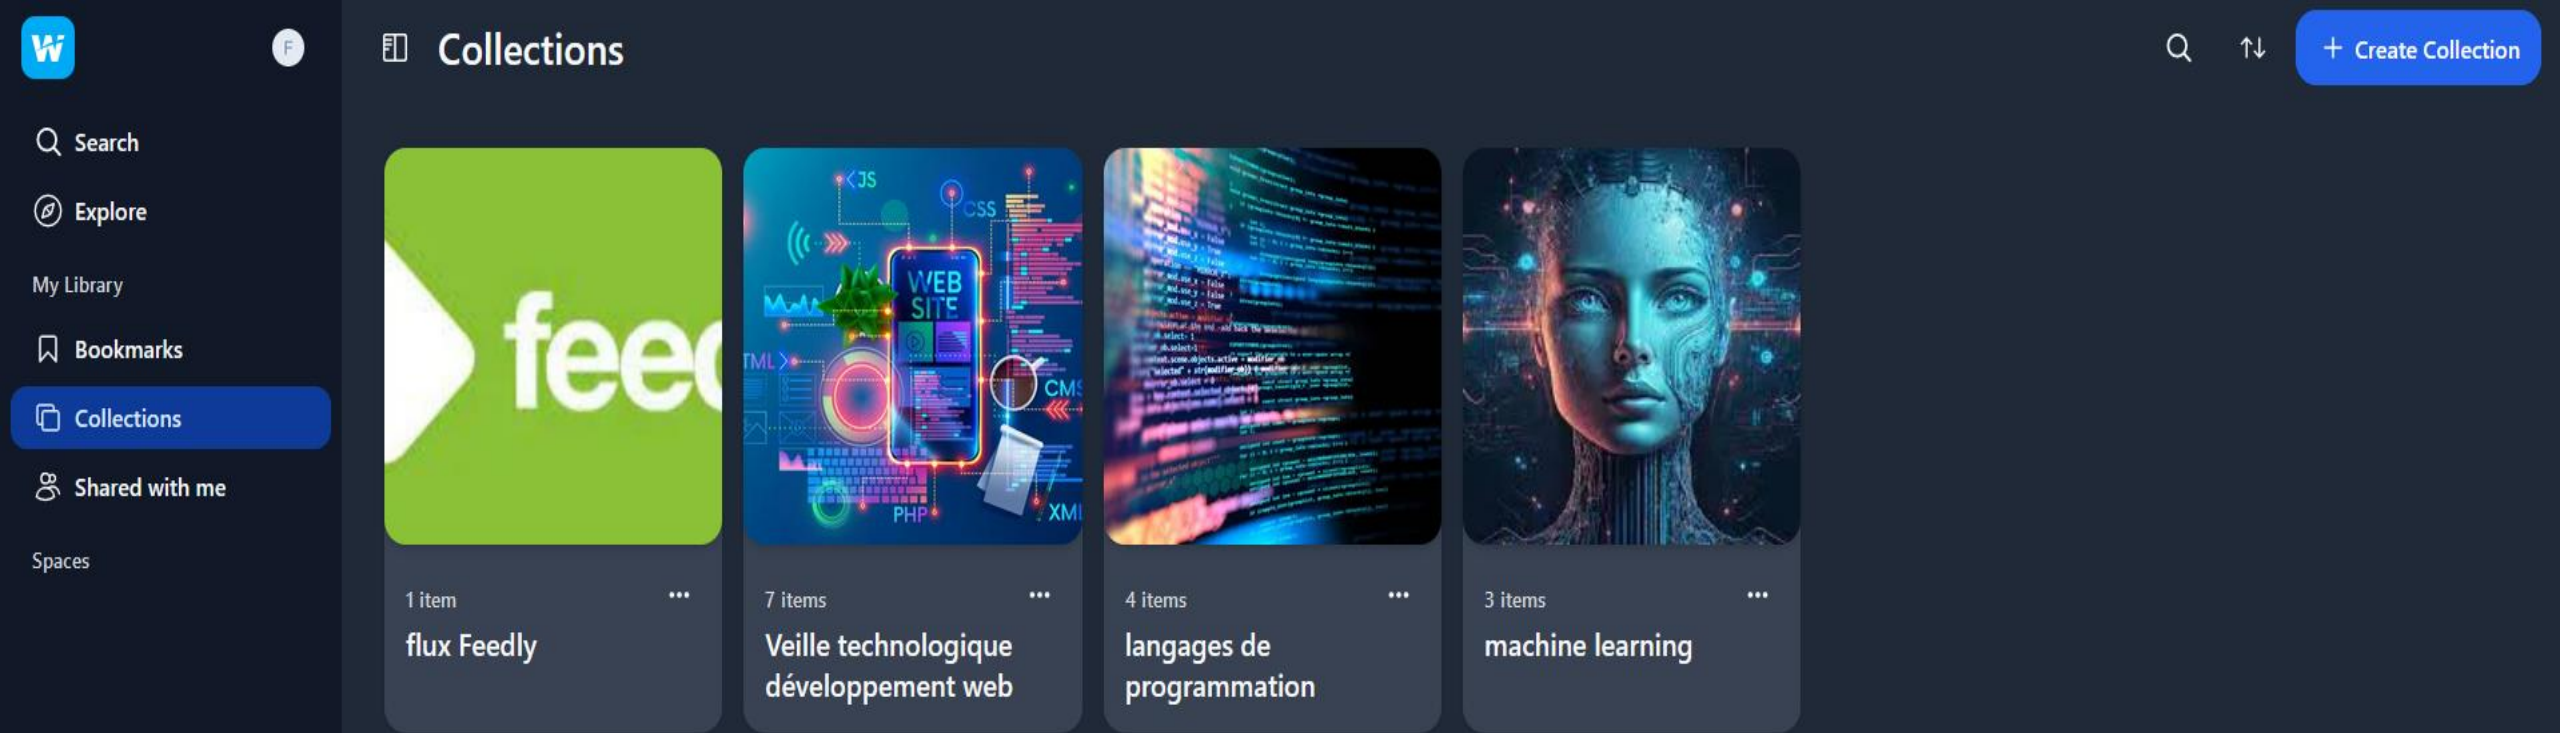 W
F
Search
Explore
My Library
Bookmarks
Collections
Shared with me
Spaces
Collections
+ Create Collection
feed
<JS
CSS
WEB
SITE
TML >
CMS
PHP
XML
1 item
flux Feedly
7 items
Veille technologique
développement web
4 items
langages de
programmation
3 items
machine learning